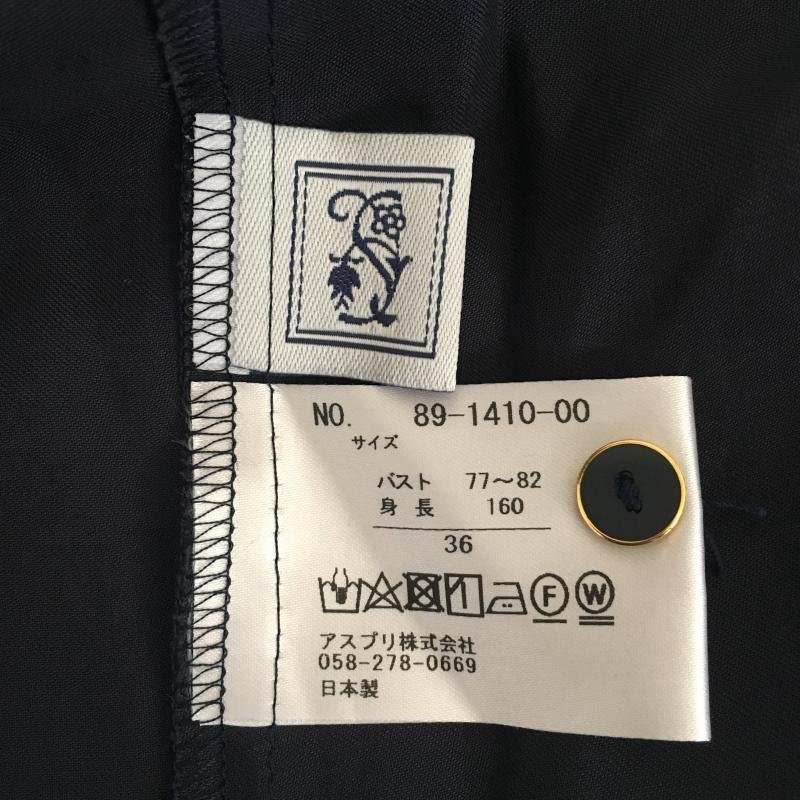 NO. 89-1410-00
サイズ
バスト 77～82
身長 160
36
F W
アスプリ株式会社
058-278-0669
日本製